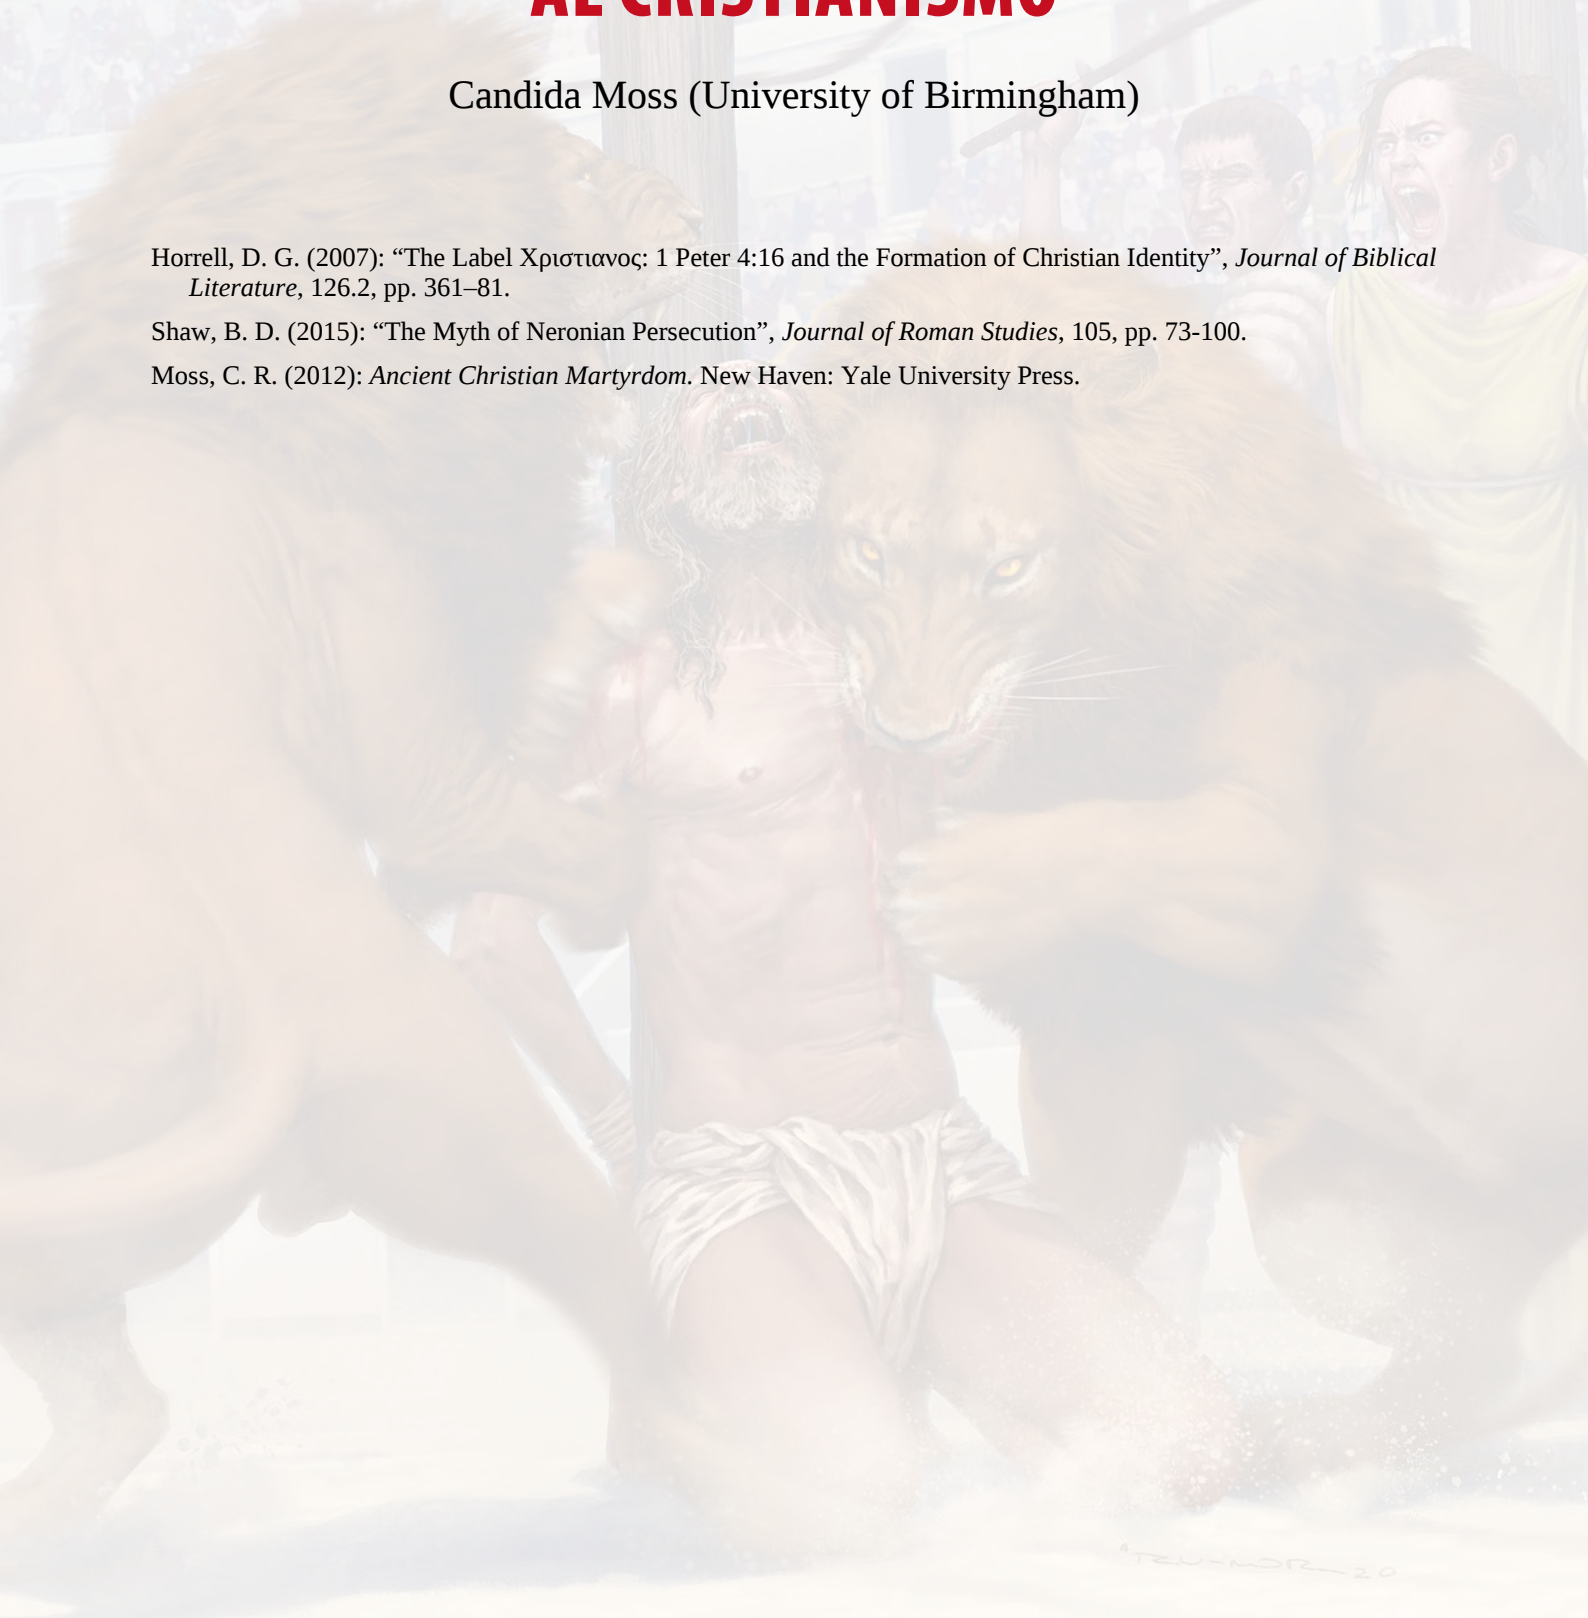 AL CRISTIANISMO
Candida Moss (University of Birmingham)
Horrell, D. G. (2007): “The Label Χριστιανος: 1 Peter 4:16 and the Formation of Christian Identity”, Journal of Biblical
Literature, 126.2, pp. 361–81.
Shaw, B. D. (2015): “The Myth of Neronian Persecution”, Journal of Roman Studies, 105, pp. 73-100.
Moss, C. R. (2012): Ancient Christian Martyrdom. New Haven: Yale University Press.